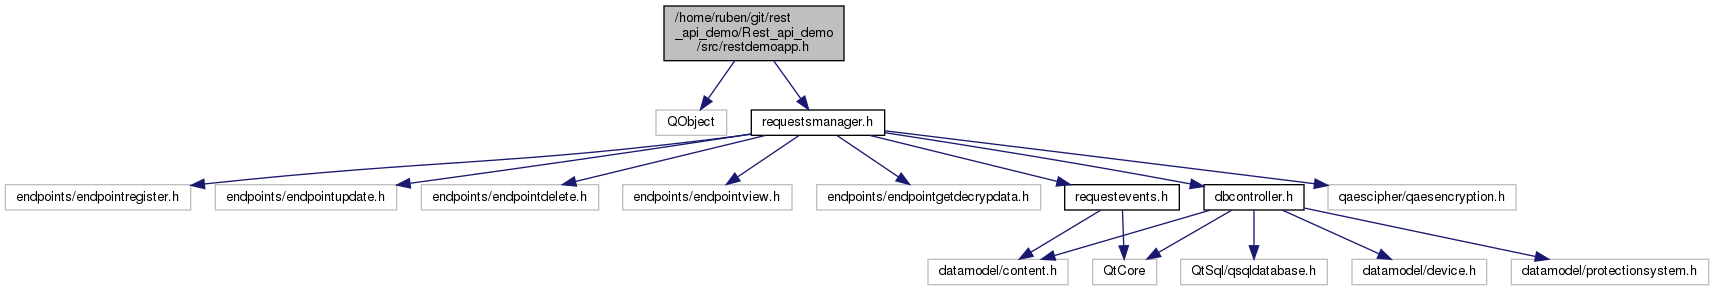 /home/ruben/git/rest
_api_demo/Rest_api_demo
/src/restdemoapp.h
QObject
requestsmanager.h
endpoints/endpointregister.h
endpoints/endpointupdate.h
endpoints/endpointdelete.h
endpoints/endpointview.h
endpoints/endpointgetdecrypdata.h
requestevents.h
dbcontroller.h
qaescipher/qaesencryption.h
datamodel/content.h
QtCore
QtSql/qsqldatabase.h
datamodel/device.h
datamodel/protectionsystem.h